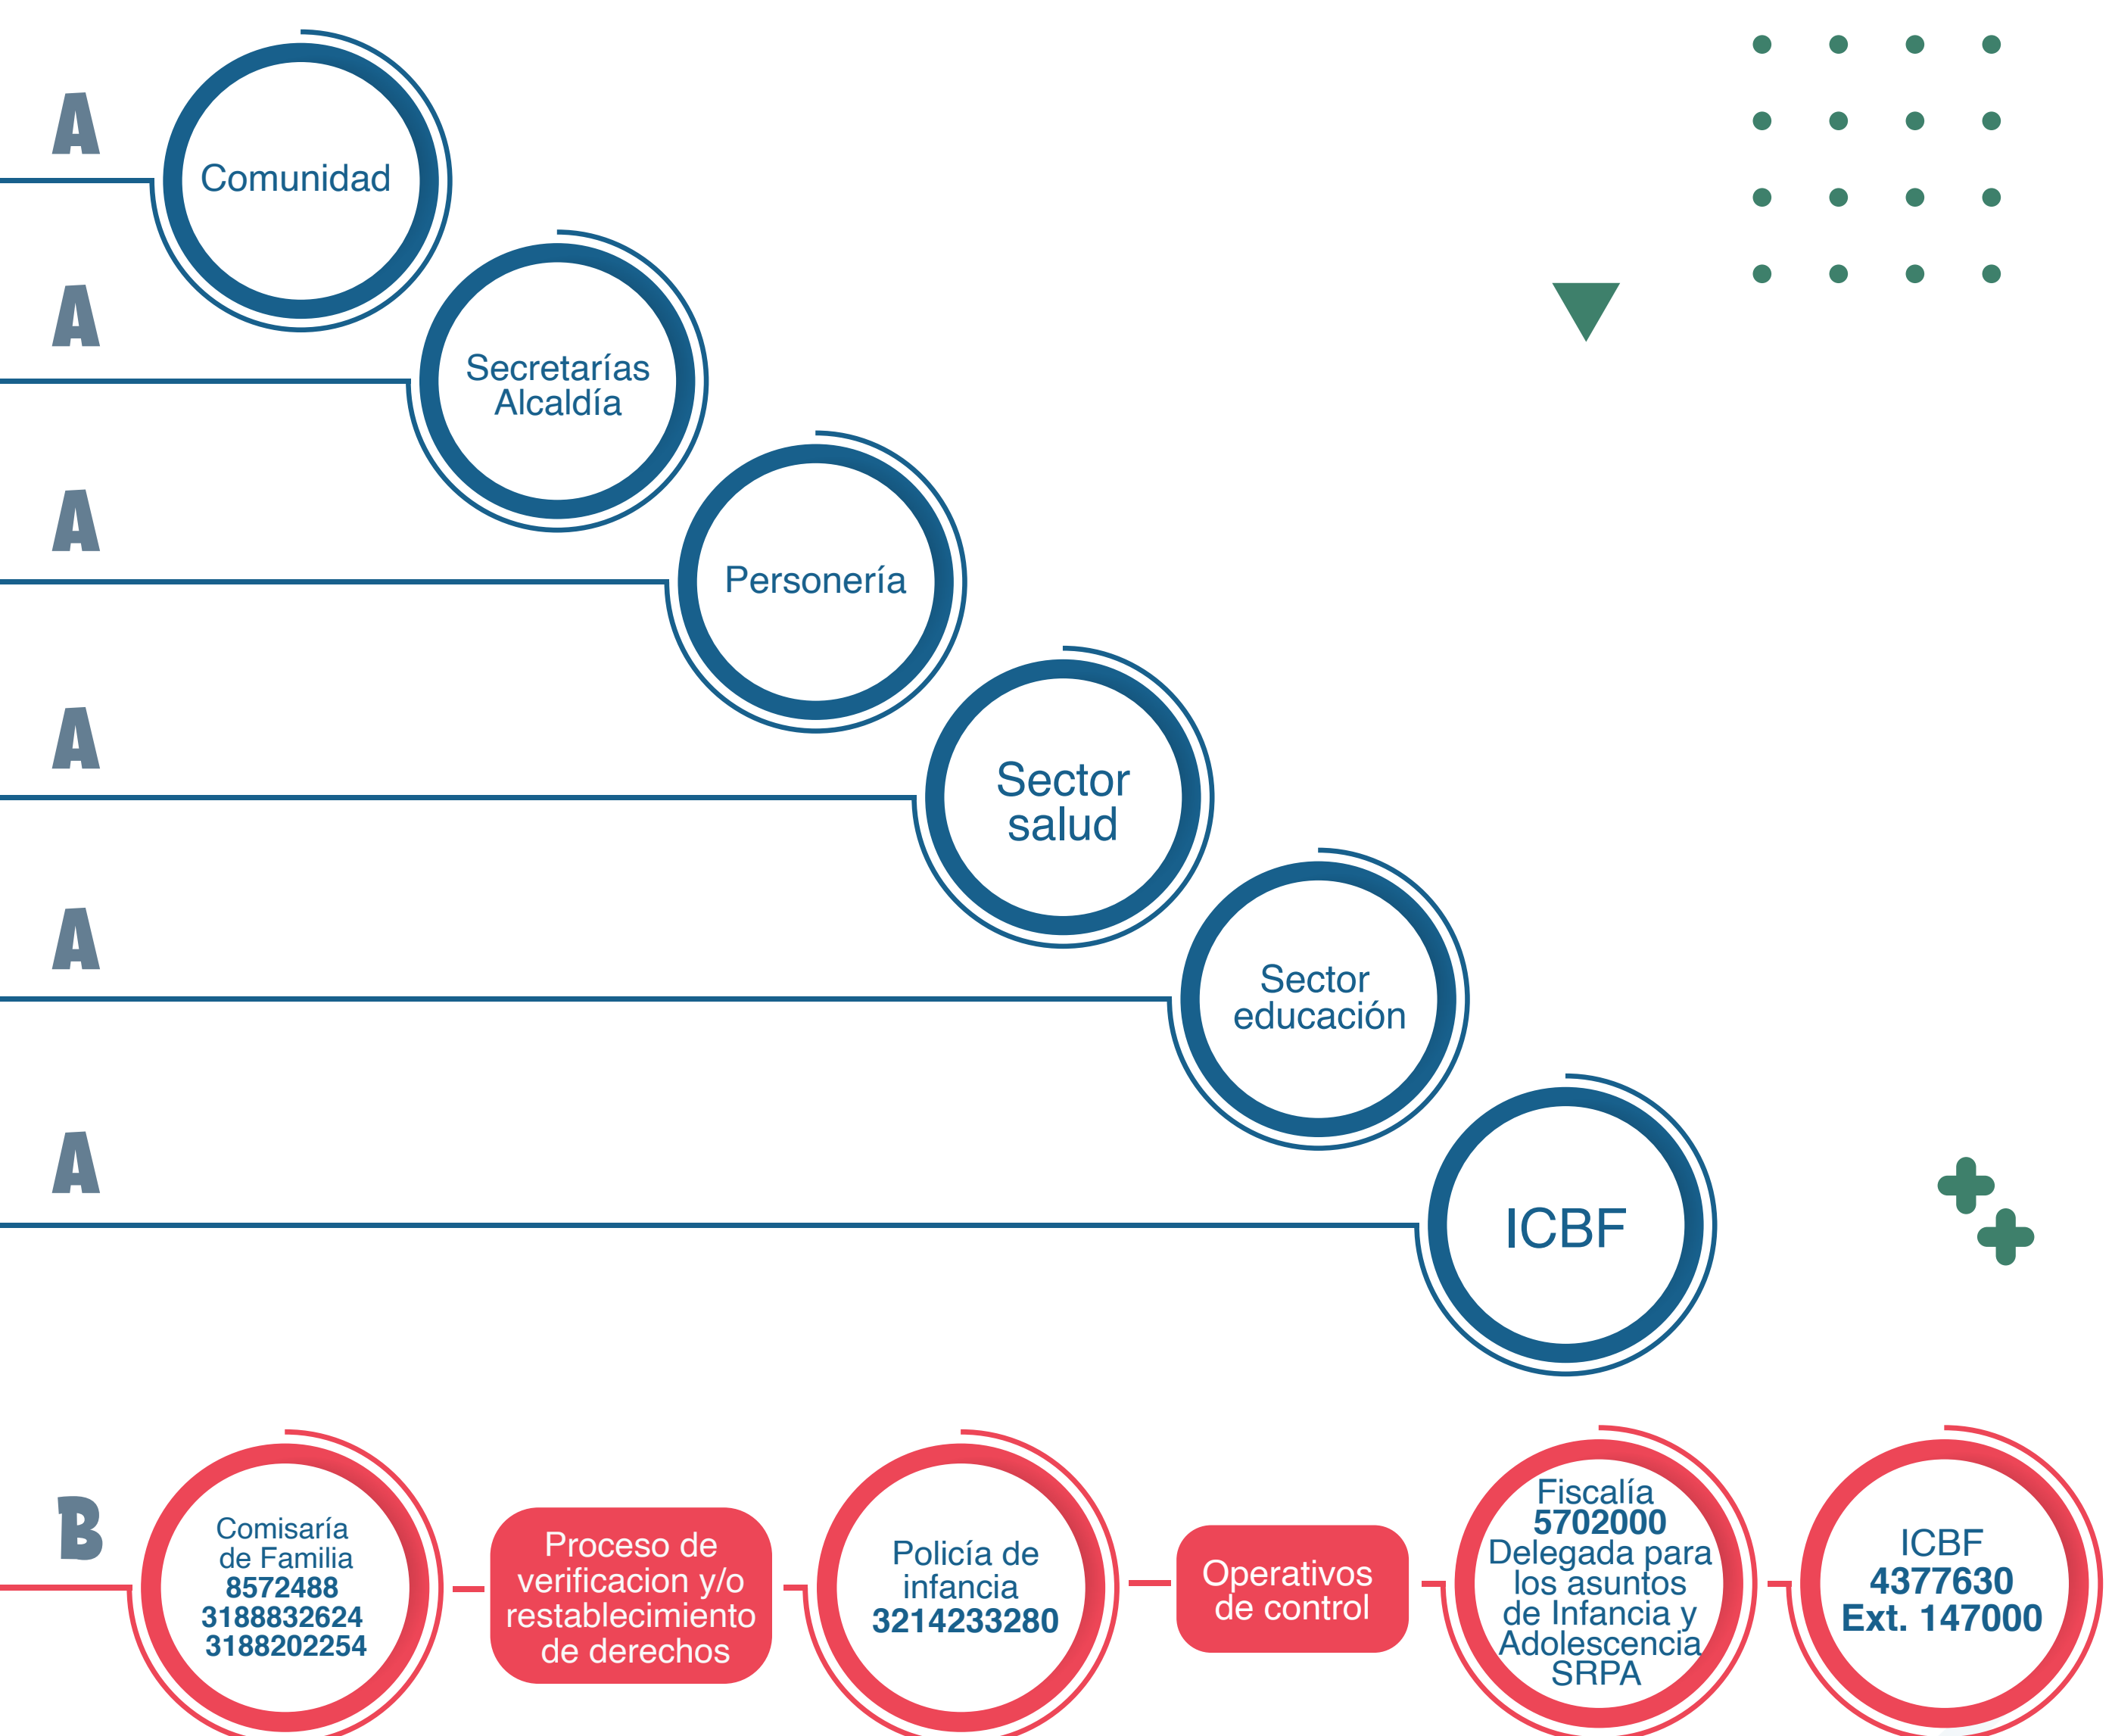 A
Comunidad
A
Secretarías
Alcaldía
A
Personería
A
Sector
salud
A
Sector
educación
A
ICBF
B
Comisaría
de Familia
8572488
3188832624
3188202254
Proceso de
verificacion y/o
restablecimiento
de derechos
Policía de
infancia
3214233280
Operativos
de control
Fiscalía
5702000
Delegada para
los asuntos
de Infancia y
Adolescencia
SRPA
ICBF
4377630
Ext. 147000